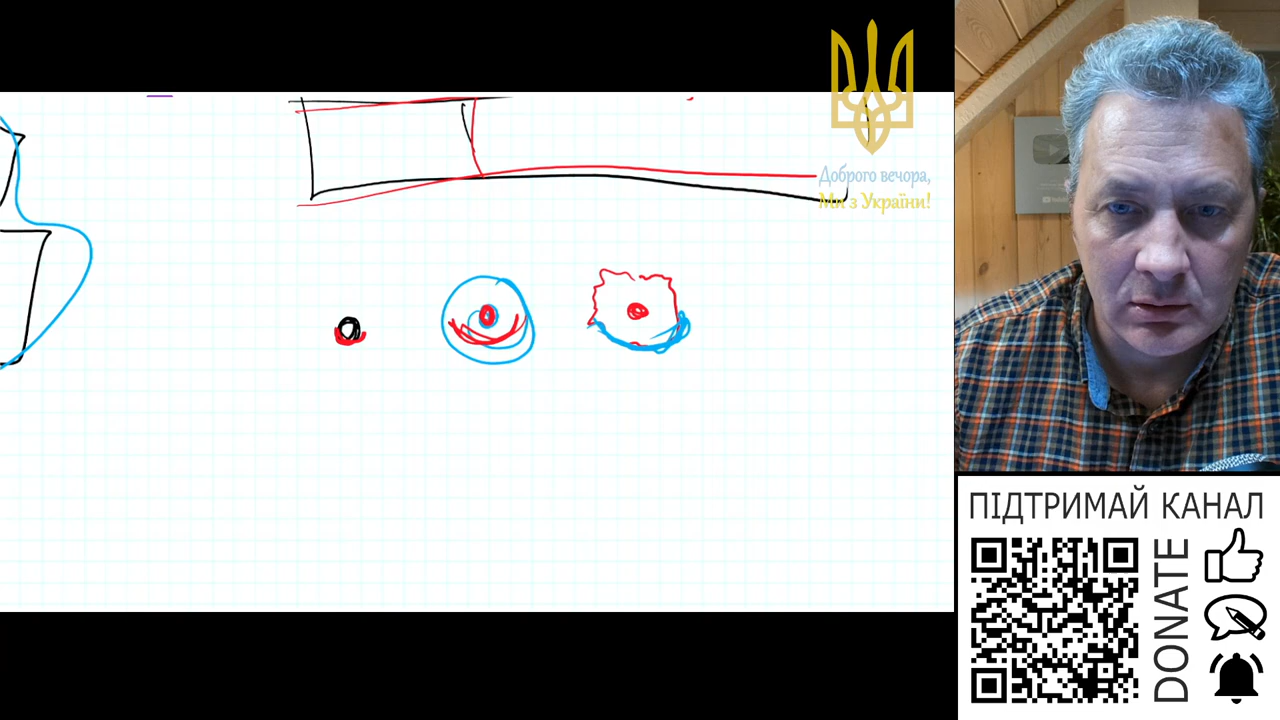 Доброго вечора,
Ми з України!
ПІДТРИМАЙ КАНАЛ
DONATE